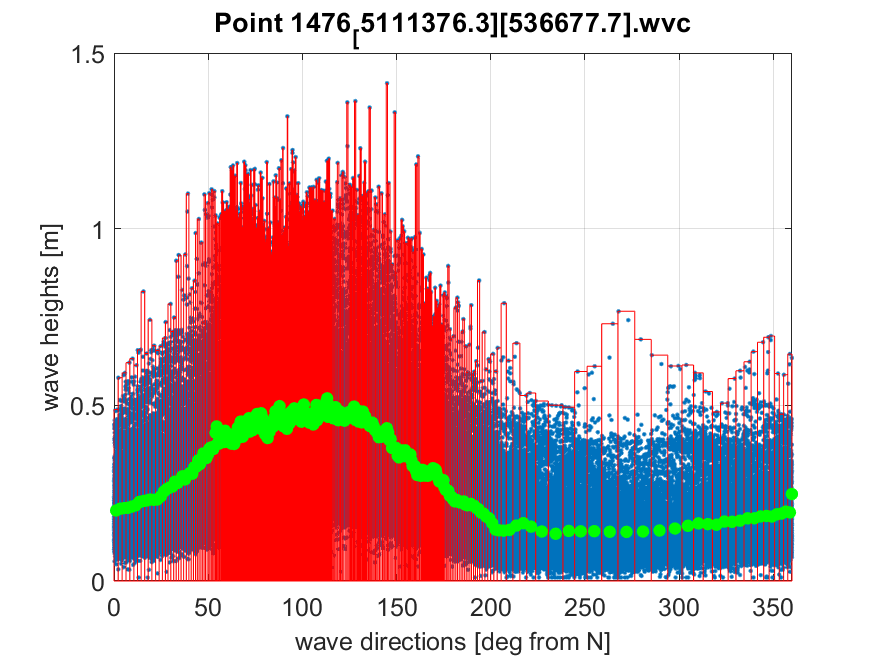 Point 1476[5111376.3][536677.7].wvc
1.5
1
0.5
0
wave heights [m]
0 50 100 150 200 250 300 350
wave directions [deg from N]